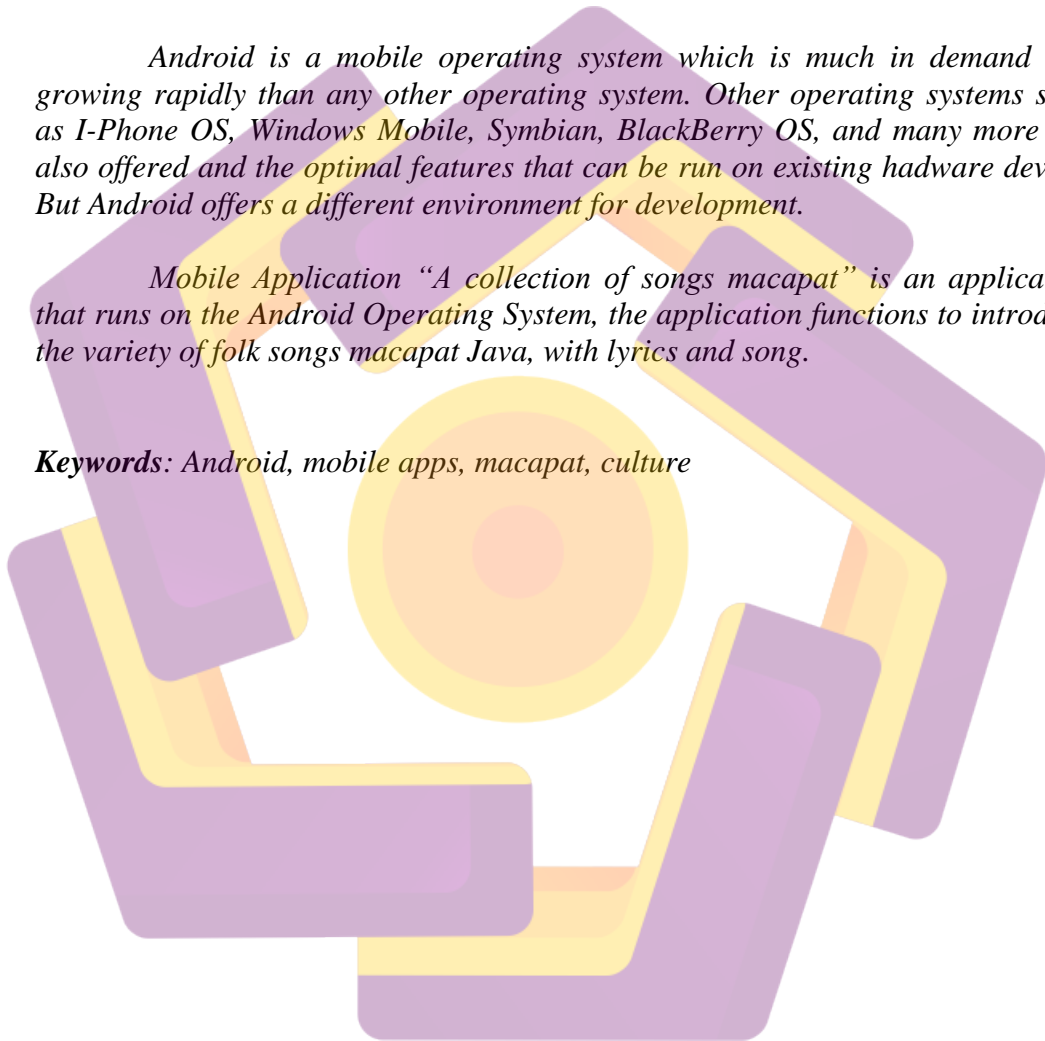 Android is a mobile operating system which is much in demand
growing rapidly than any other operating system. Other operating systems s
as I-Phone OS, Windows Mobile, Symbian, BlackBerry OS, and many more
also offered and the optimal features that can be run on existing hadware dev
But Android offers a different environment for development.
Mobile Application “A collection of songs macapat” is an applica
that runs on the Android Operating System, the application functions to introd
the variety of folk songs macapat Java, with lyrics and song.
Keywords: Android, mobile apps, macapat, culture